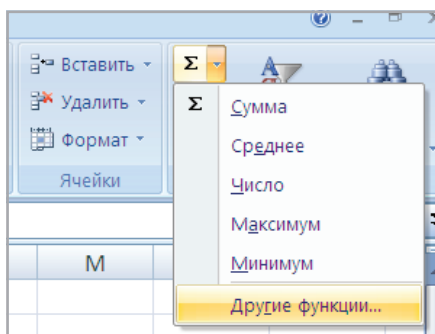 Вставить
Удалить
Формат
Ячейки
Σ
Σ Сумма
Среднее
Число
Максимум
Минимум
Другие функции...
M